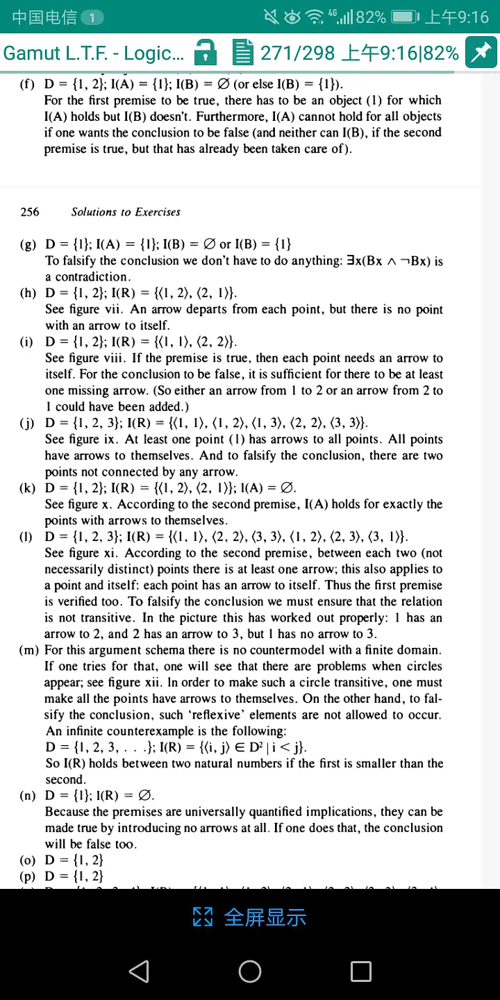 中国电信 1 4G 82% 上午9:16
Gamut L.T.F. - Logic... 271/298 上午9:16|82%
(f) D = {1, 2}; I(A) = {1}; I(B) = ∅ (or else I(B) = {1}).
For the first premise to be true, there has to be an object (1) for which
I(A) holds but I(B) doesn't. Furthermore, I(A) cannot hold for all objects
if one wants the conclusion to be false (and neither can I(B), if the second
premise is true, but that has already been taken care of).
256 Solutions to Exercises
(g) D = {1}; I(A) = {1}; I(B) = ∅ or I(B) = {1}
To falsify the conclusion we don't have to do anything: ∃x(Bx ∧ ¬Bx) is
a contradiction.
(h) D = {1, 2}; I(R) = {⟨1, 2⟩, ⟨2, 1⟩}.
See figure vii. An arrow departs from each point, but there is no point
with an arrow to itself.
(i) D = {1, 2}; I(R) = {⟨1, 1⟩, ⟨2, 2⟩}.
See figure viii. If the premise is true, then each point needs an arrow to
itself. For the conclusion to be false, it is sufficient for there to be at least
one missing arrow. (So either an arrow from 1 to 2 or an arrow from 2 to
1 could have been added.)
(j) D = {1, 2, 3}; I(R) = {⟨1, 1⟩, ⟨1, 2⟩, ⟨1, 3⟩, ⟨2, 2⟩, ⟨3, 3⟩}.
See figure ix. At least one point (1) has arrows to all points. All points
have arrows to themselves. And to falsify the conclusion, there are two
points not connected by any arrow.
(k) D = {1, 2}; I(R) = {⟨1, 2⟩, ⟨2, 1⟩}; I(A) = ∅.
See figure x. According to the second premise, I(A) holds for exactly the
points with arrows to themselves.
(l) D = {1, 2, 3}; I(R) = {⟨1, 1⟩, ⟨2, 2⟩, ⟨3, 3⟩, ⟨1, 2⟩, ⟨2, 3⟩, ⟨3, 1⟩}.
See figure xi. According to the second premise, between each two (not
necessarily distinct) points there is at least one arrow; this also applies to
a point and itself: each point has an arrow to itself. Thus the first premise
is verified too. To falsify the conclusion we must ensure that the relation
is not transitive. In the picture this has worked out properly: 1 has an
arrow to 2, and 2 has an arrow to 3, but 1 has no arrow to 3.
(m) For this argument schema there is no countermodel with a finite domain.
If one tries for that, one will see that there are problems when circles
appear; see figure xii. In order to make such a circle transitive, one must
make all the points have arrows to themselves. On the other hand, to fal-
sify the conclusion, such 'reflexive' elements are not allowed to occur.
An infinite counterexample is the following:
D = {1, 2, 3, . . .}; I(R) = {⟨i, j⟩ ∈ D² | i < j}.
So I(R) holds between two natural numbers if the first is smaller than the
second.
(n) D = {1}; I(R) = ∅.
Because the premises are universally quantified implications, they can be
made true by introducing no arrows at all. If one does that, the conclusion
will be false too.
(o) D = {1, 2}
(p) D = {1, 2}
全屏显示